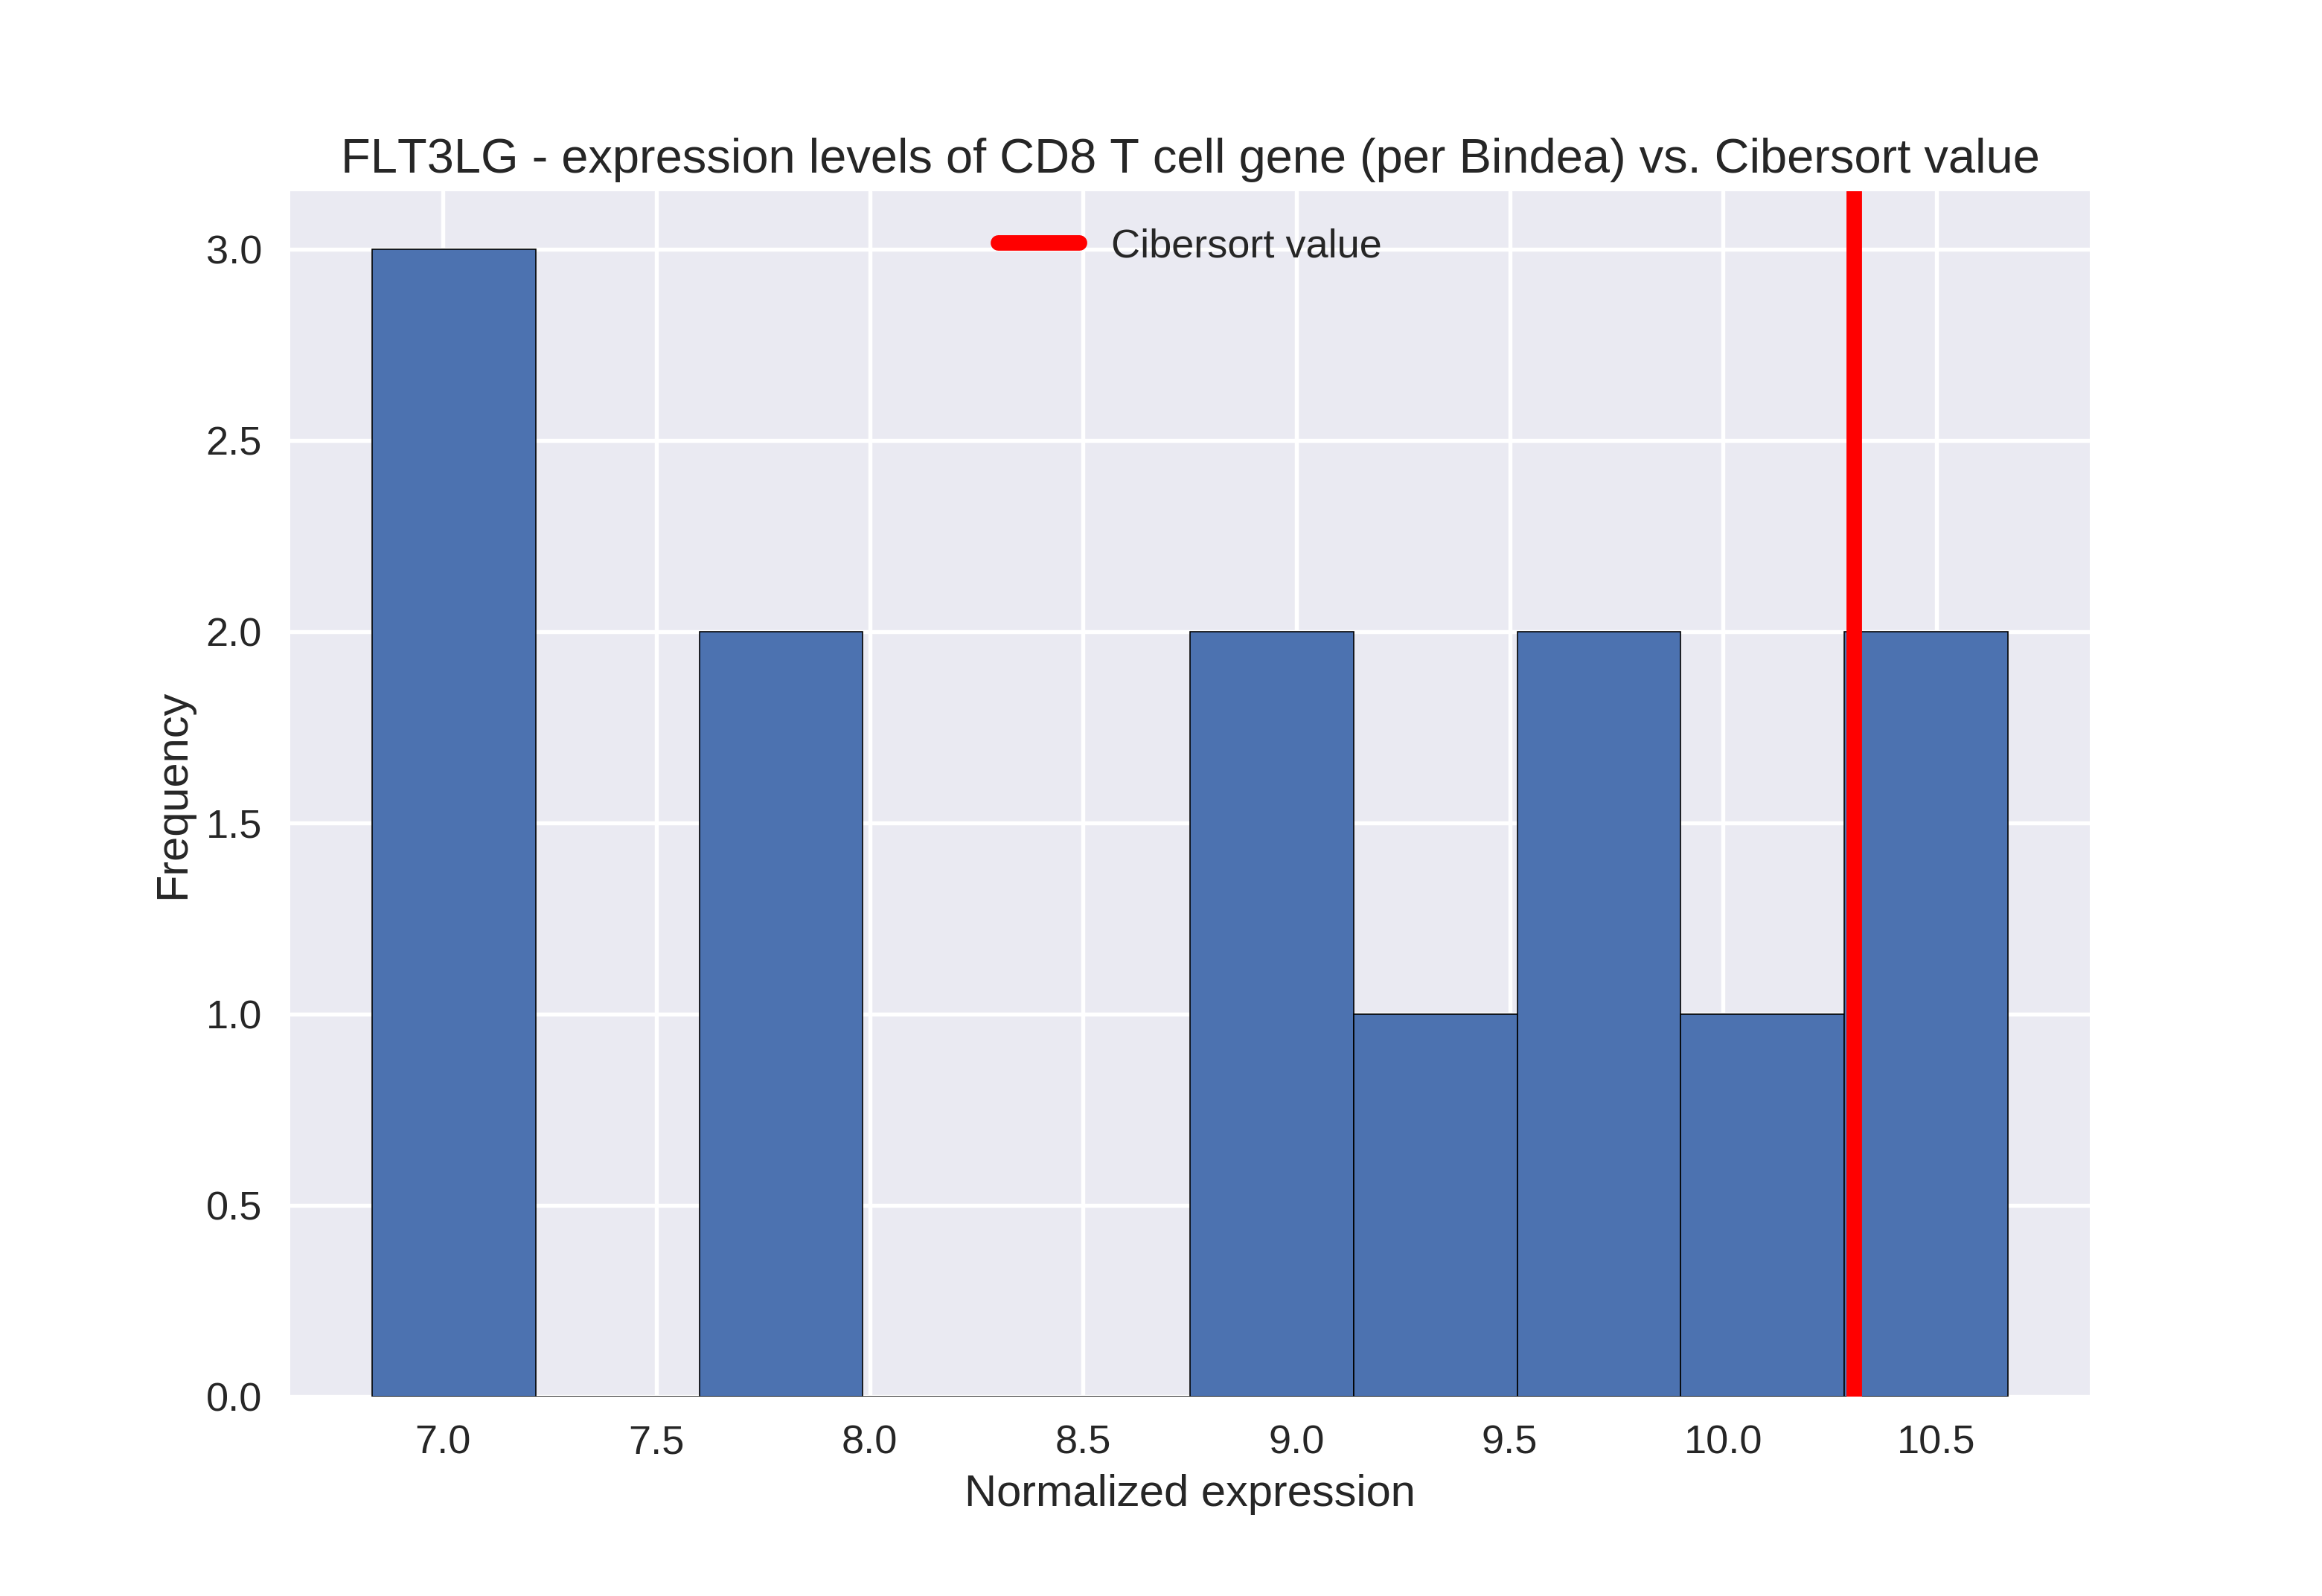 FLT3LG - expression levels of CD8 T cell gene (per Bindea) vs. Cibersort value
Cibersort value
3.0
2.5
2.0
1.5
1.0
0.5
0.0
Frequency
7.0 7.5 8.0 8.5 9.0 9.5 10.0 10.5
Normalized expression